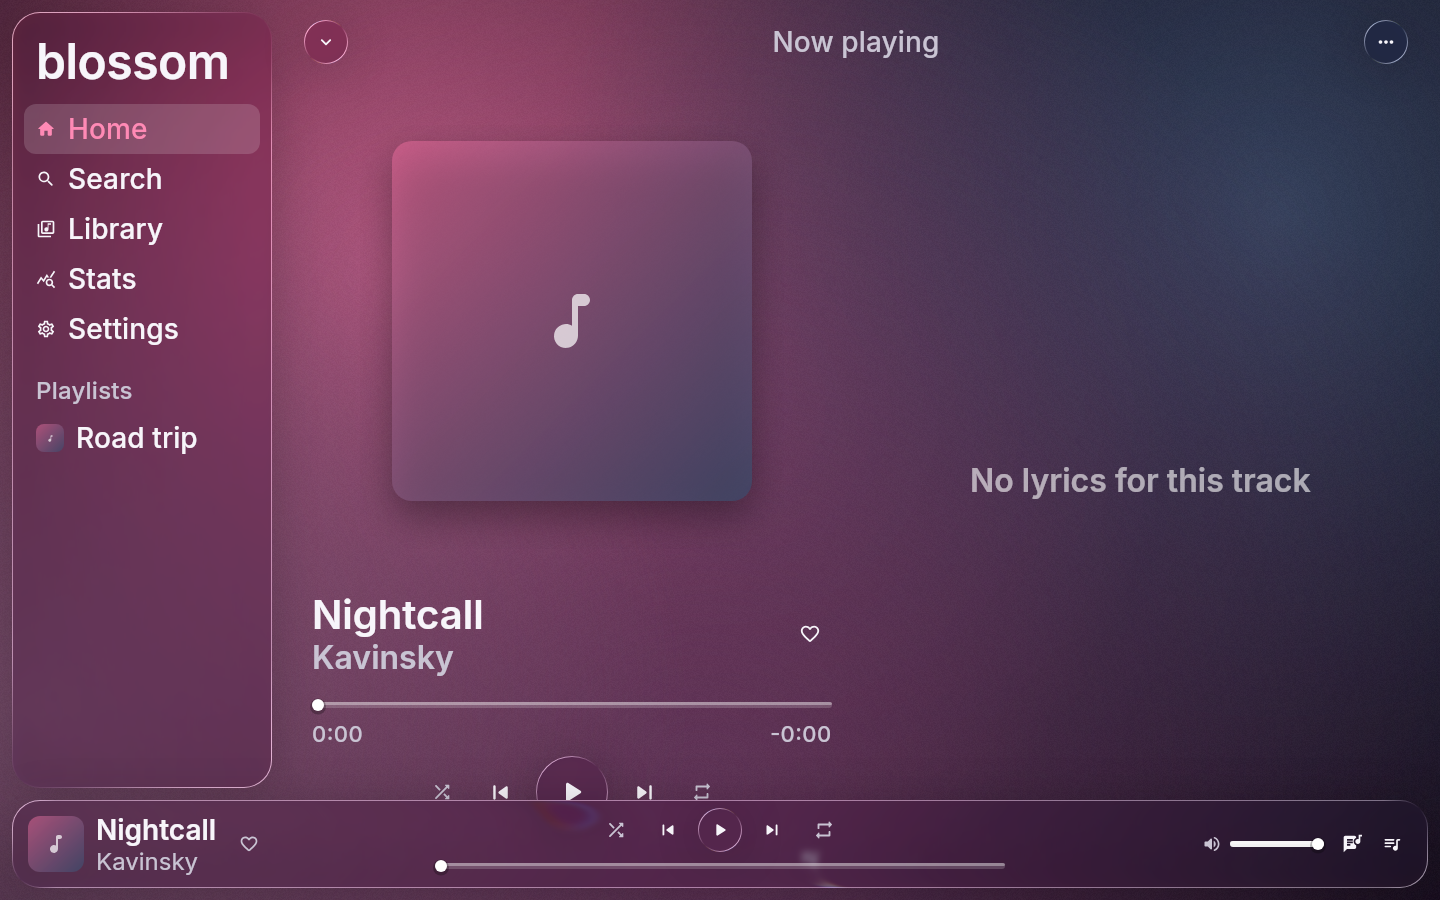 blossom
Home
Search
Library
Stats
Settings
Playlists
Road trip
Now playing
No lyrics for this track
Nightcall
Kavinsky
0:00
-0:00
Nightcall
Kavinsky